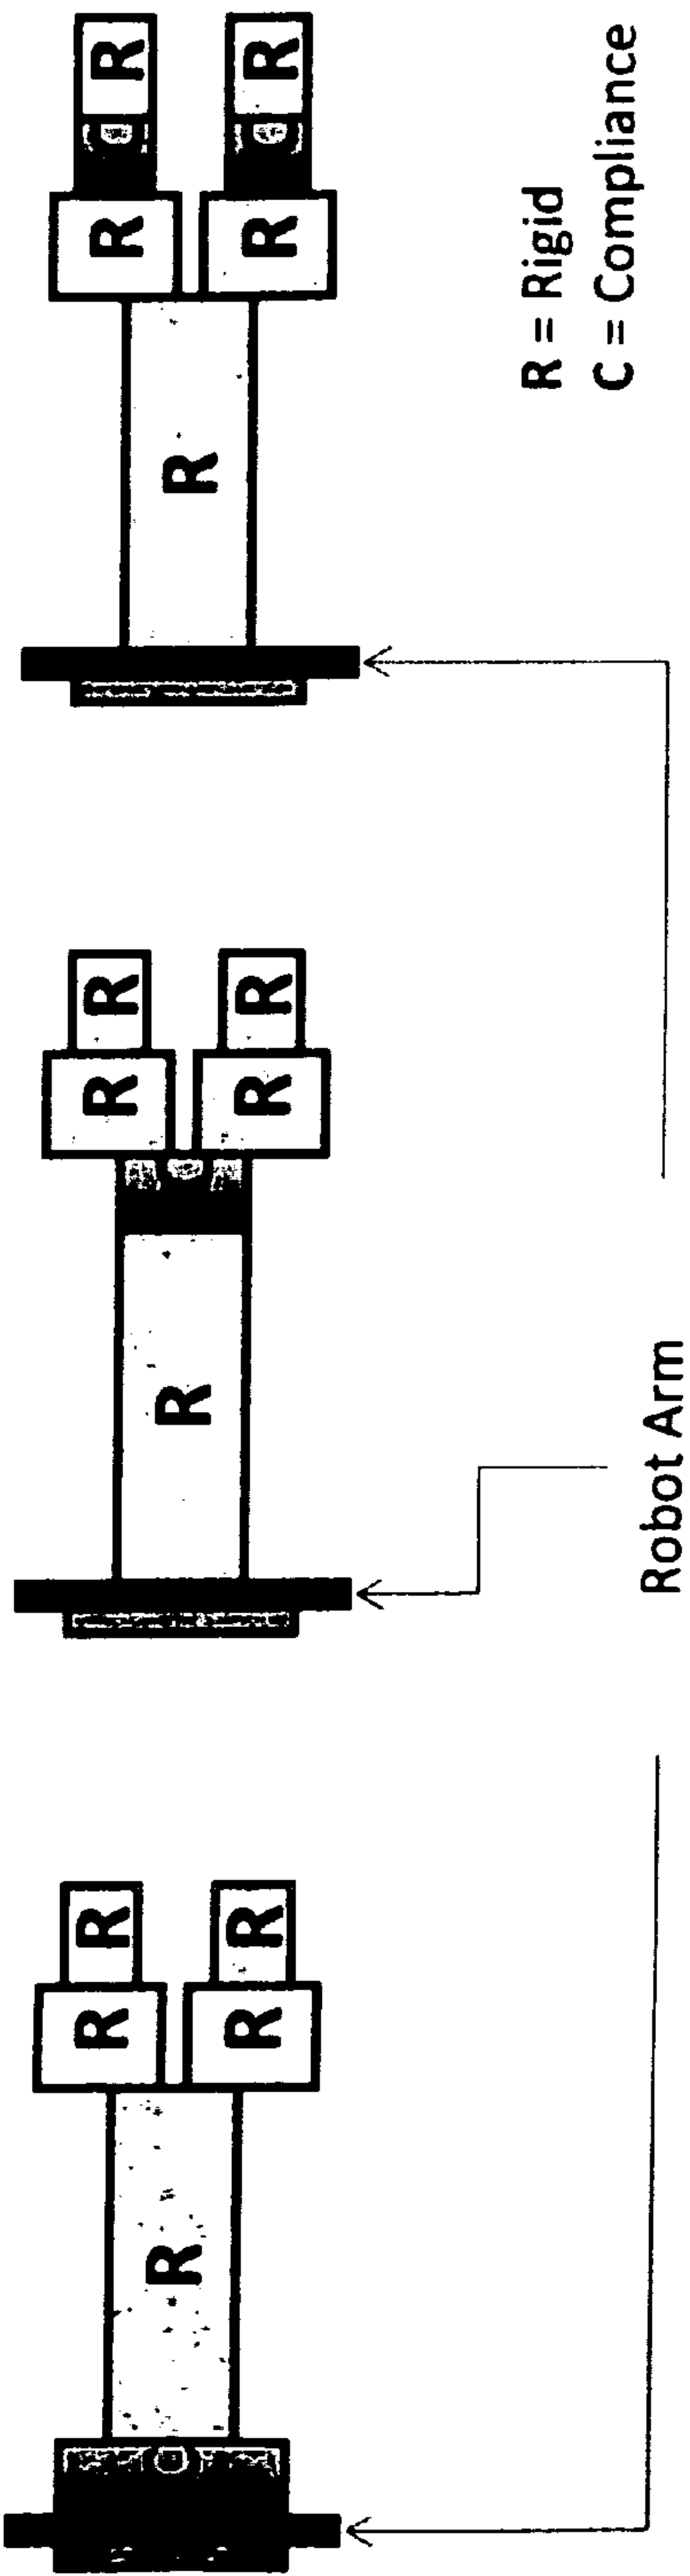 R R R R R R
R R R
R R R R R R
R = Rigid
C = Compliance
Robot Arm